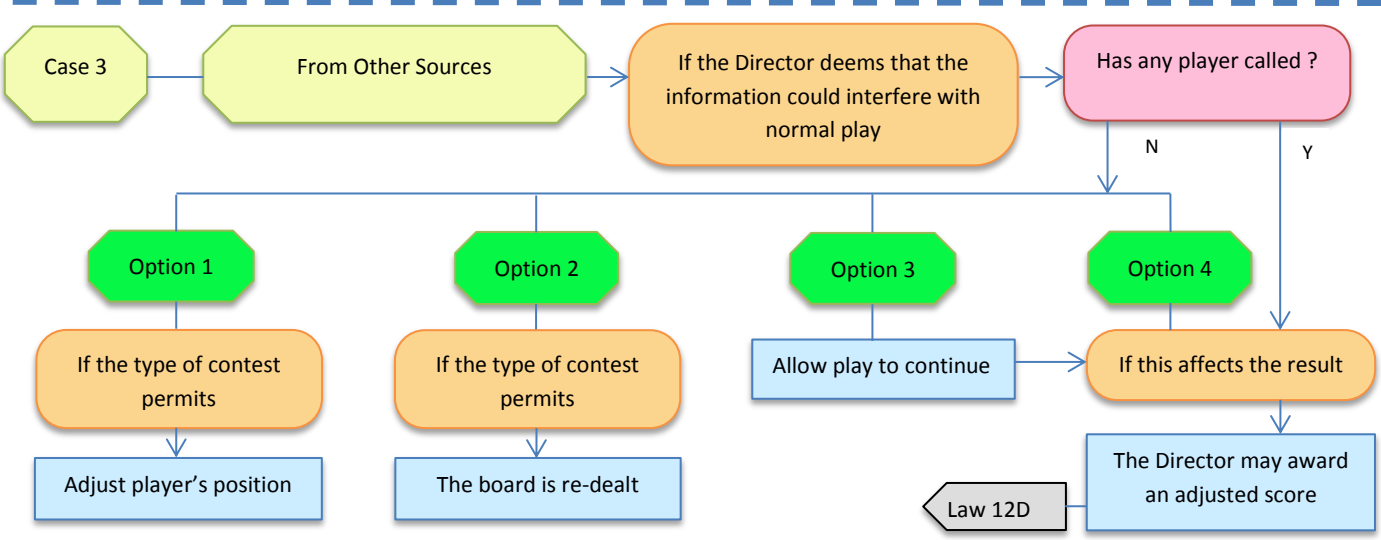 Case 3
From Other Sources
If the Director deems that the
information could interfere with
normal play
Has any player called ?
N
Y
Option 1
Option 2
Option 3
Option 4
If the type of contest
permits
If the type of contest
permits
Allow play to continue
If this affects the result
Adjust player’s position
The board is re-dealt
The Director may award
an adjusted score
Law 12D